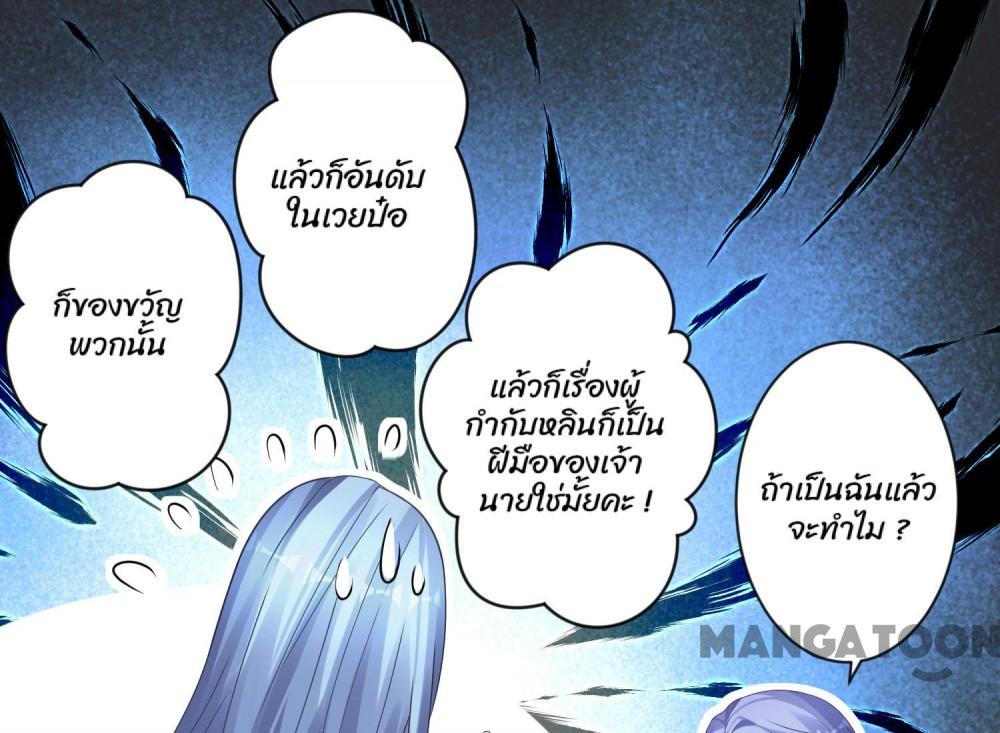 แล้วก็อันดับ
ในเวยป๋อ
ก็ของขวัญ
พวกนั้น
แล้วก็เรื่องผู้
กำกับหลินก็เป็น
ฝีมือของเจ้า
นายใช่มั้ยคะ !
ถ้าเป็นฉันแล้ว
จะทำไม ?
MANGATOON